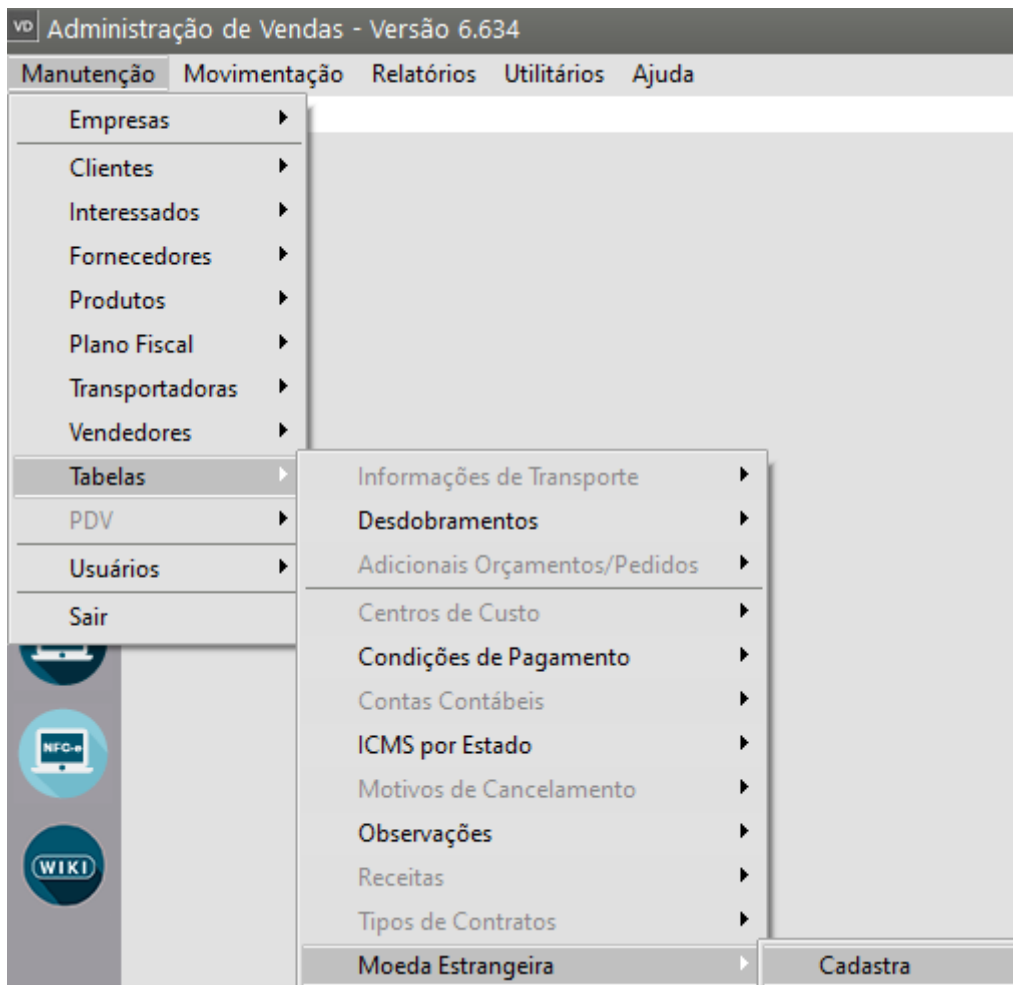 VD Administração de Vendas - Versão 6.634
Manutenção Movimentação Relatórios Utilitários Ajuda
Empresas
Clientes
Interessados
Fornecedores
Produtos
Plano Fiscal
Transportadoras
Vendedores
Tabelas
PDV
Usuários
Sair
Informações de Transporte
Desdobramentos
Adicionais Orçamentos/Pedidos
Centros de Custo
Condições de Pagamento
Contas Contábeis
ICMS por Estado
Motivos de Cancelamento
Observações
Receitas
Tipos de Contratos
Moeda Estrangeira
Cadastra
NFC-e
WIKI